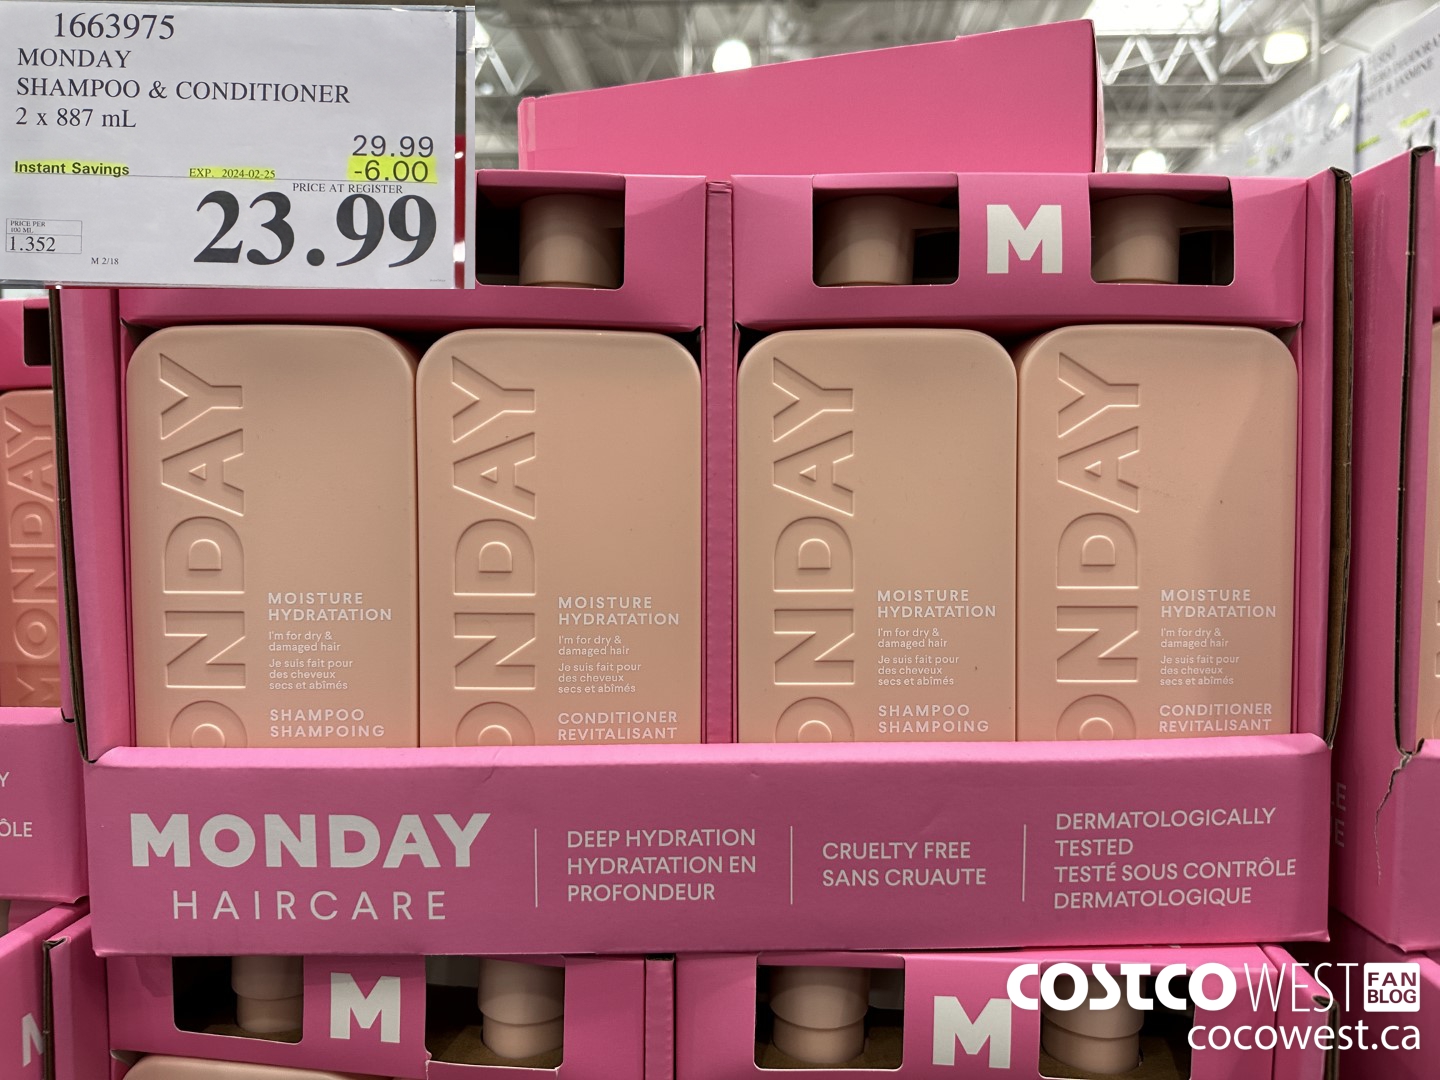 1663975
MONDAY
SHAMPOO & CONDITIONER
2 x 887 mL
29.99
Instant Savings EXP. 2024-02-25 -6.00
PRICE AT REGISTER
23.99
PRICE PER
100 ML
1.352
M 2/18
M
MONDAY
MONDAY
ONDAY
MOISTURE
HYDRATATION
I'm for dry &
damaged hair
Je suis fait pour
des cheveux
secs et abîmés
SHAMPOO
SHAMPOING
ONDAY
MOISTURE
HYDRATATION
I'm for dry &
damaged hair
Je suis fait pour
des cheveux
secs et abîmés
CONDITIONER
REVITALISANT
ONDAY
MOISTURE
HYDRATATION
I'm for dry &
damaged hair
Je suis fait pour
des cheveux
secs et abîmés
SHAMPOO
SHAMPOING
ONDAY
MOISTURE
HYDRATATION
I'm for dry &
damaged hair
Je suis fait pour
des cheveux
secs et abîmés
CONDITIONER
REVITALISANT
Y
ÔLE
HAIRCARE
DEEP HYDRATION
HYDRATATION EN
PROFONDEUR
CRUELTY FREE
SANS CRUAUTE
DERMATOLOGICALLY
TESTED
TESTÉ SOUS CONTRÔLE
DERMATOLOGIQUE
M
M
M
COSTCO WEST FAN
BLOG
cocowest.ca